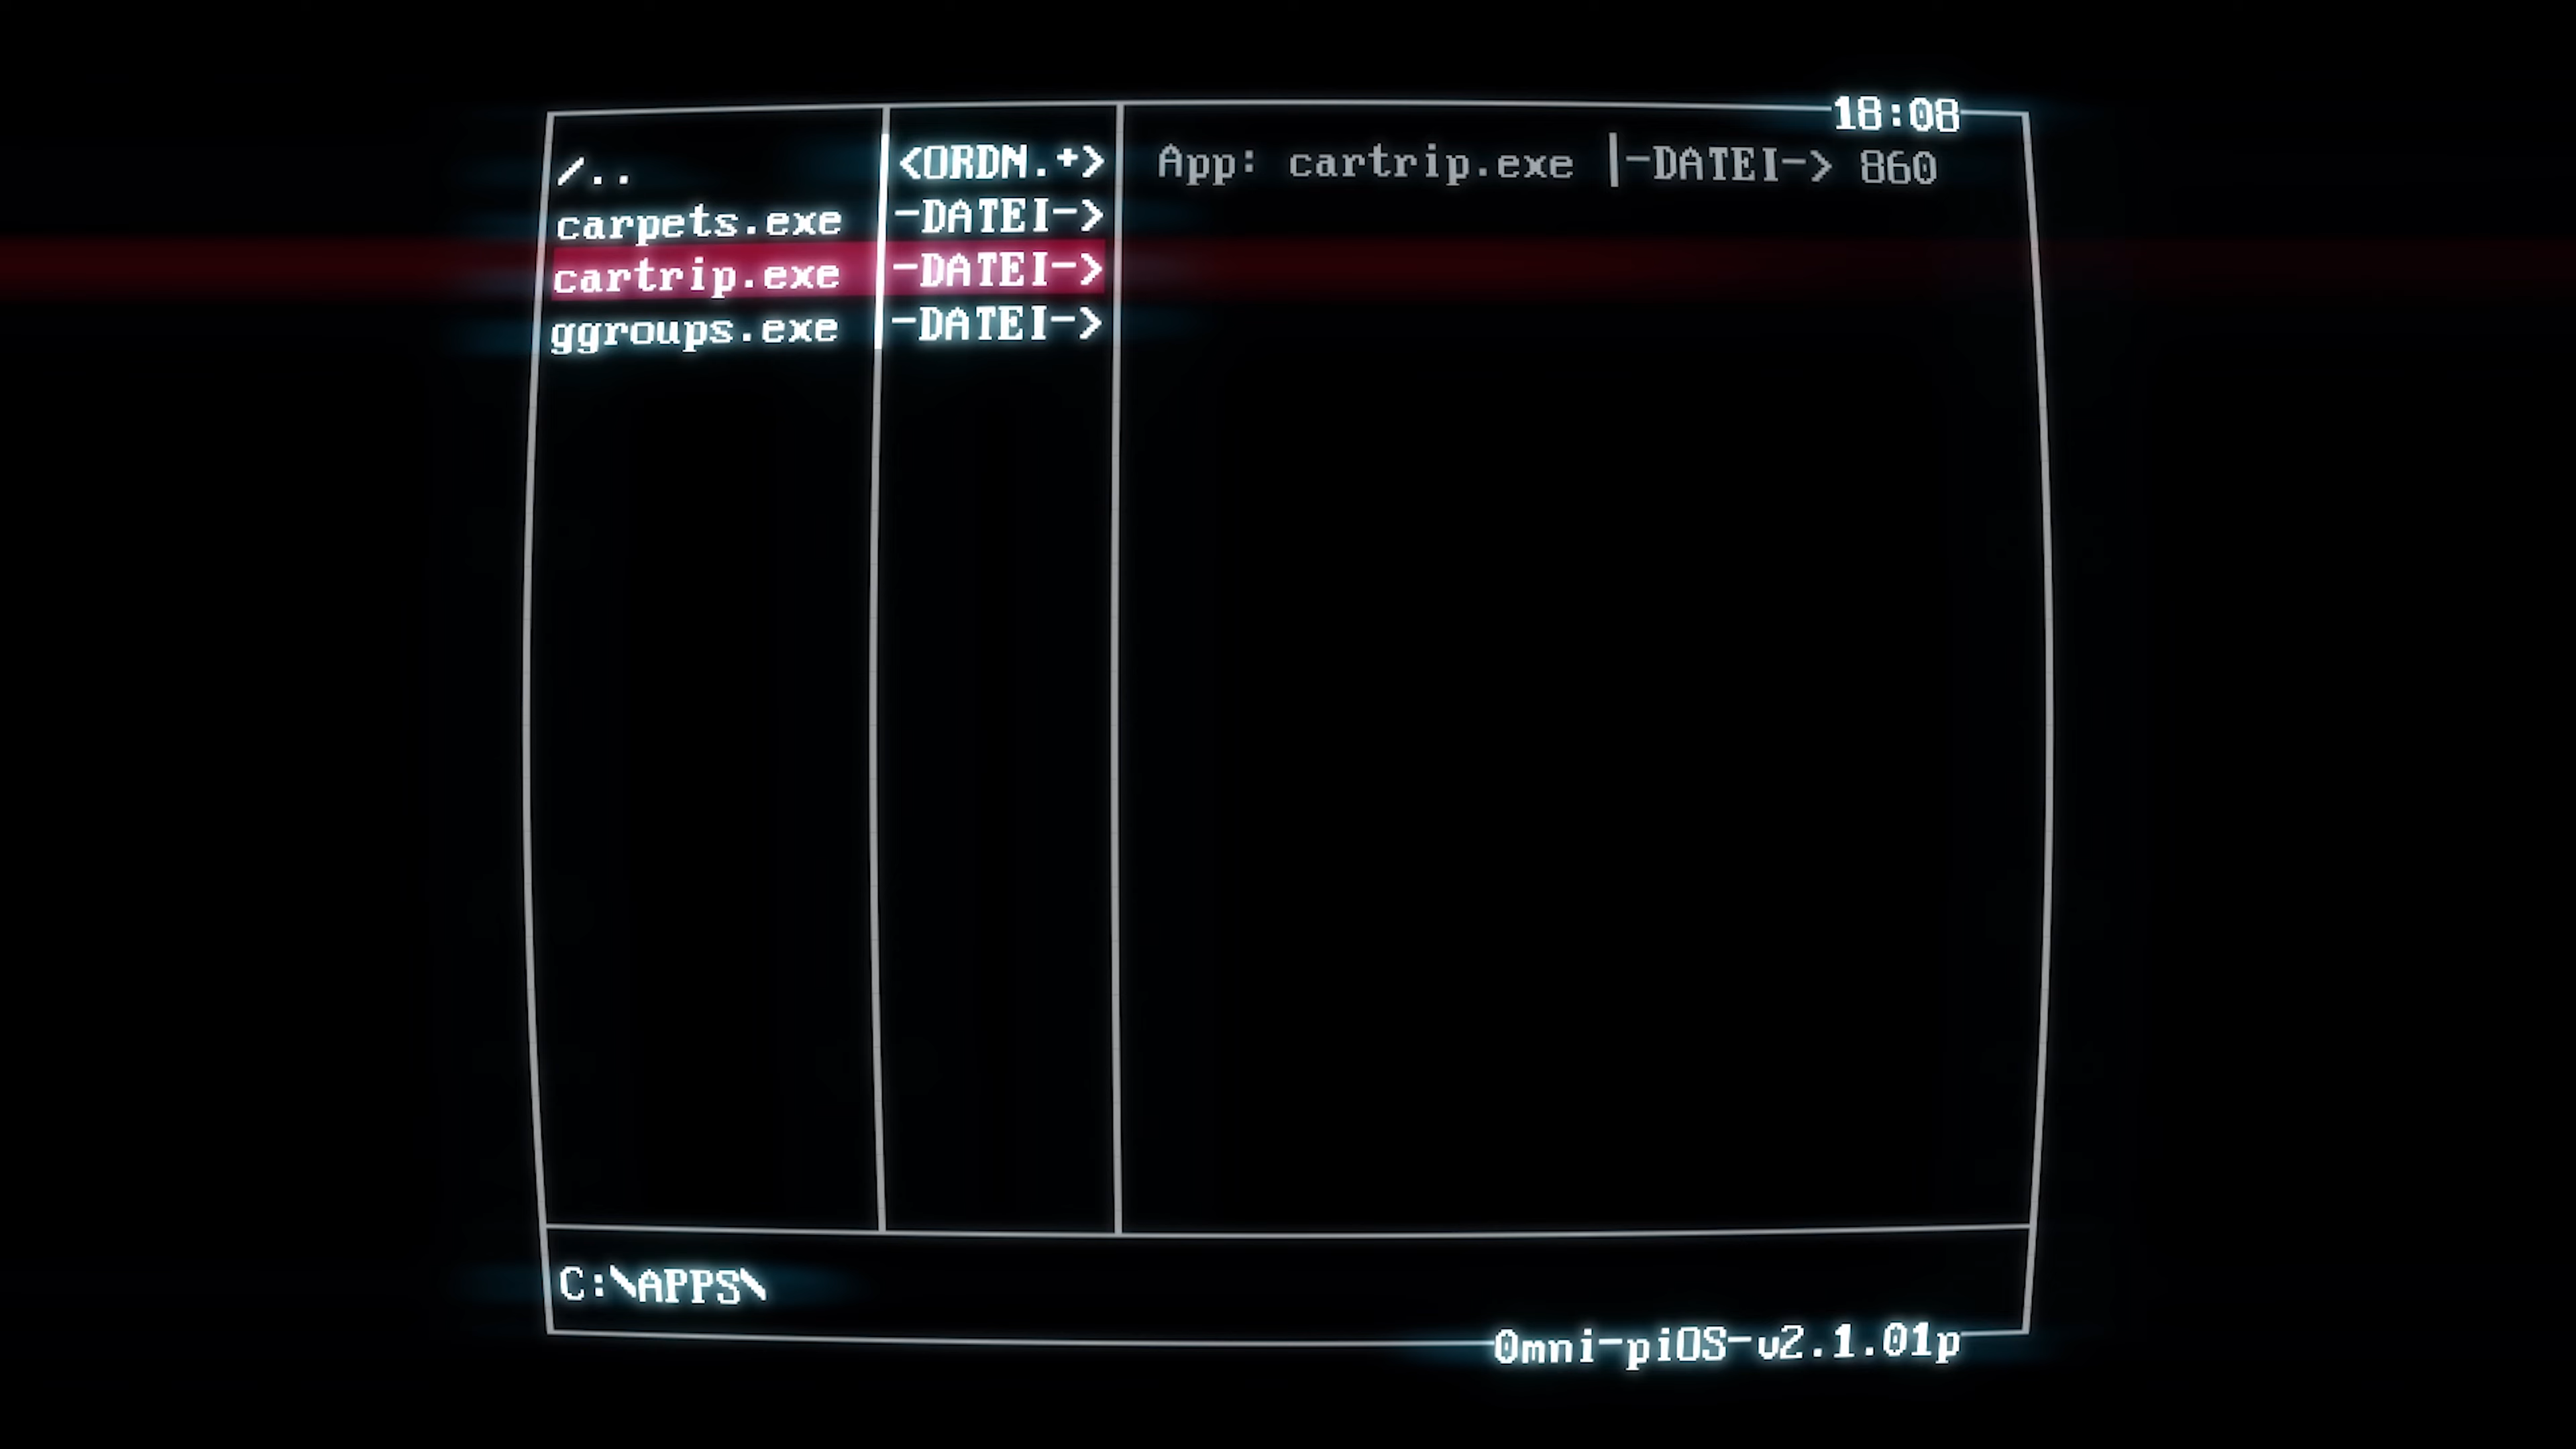 18:08
/.. <ORDN.+> App: cartrip.exe |-DATEI-> 860
carpets.exe -DATEI->
cartrip.exe -DATEI->
ggroups.exe -DATEI->
C:\APPS\
0mni-piOS-v2.1.01p